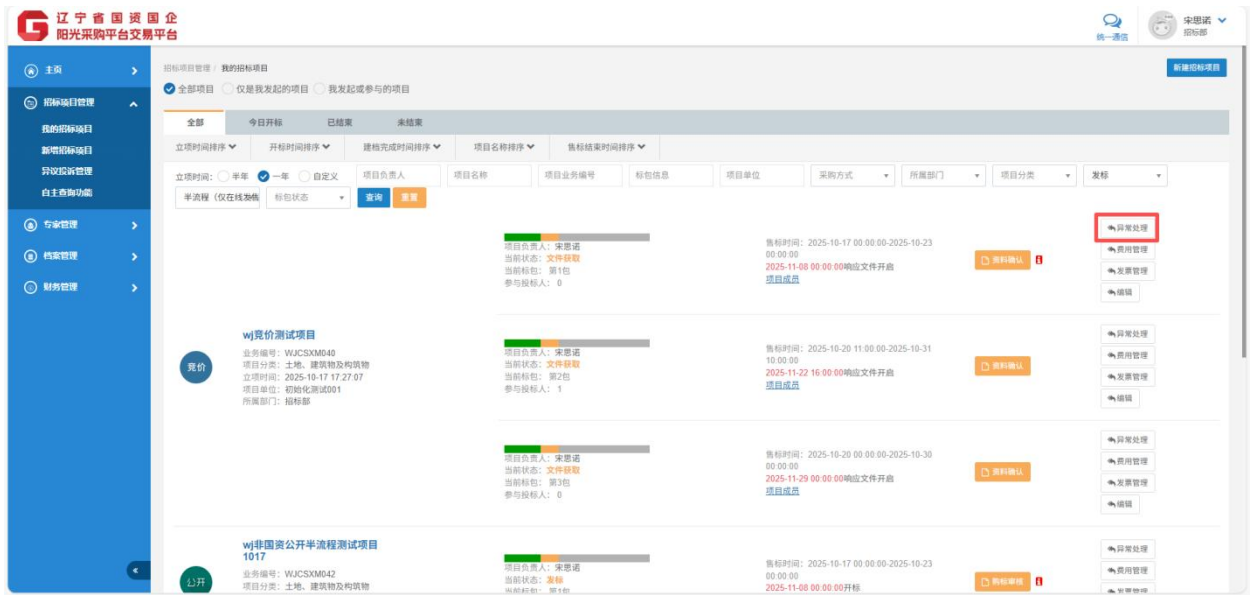 辽宁省国资国企
阳光采购平台交易平台
统一通信
宋思诺
招标部
主页
招标项目管理
我的招标项目
新增招标项目
异议投诉管理
自主查询功能
专家管理
档案管理
财务管理
招标项目管理 / 我的招标项目
新建招标项目
全部项目 仅是我发起的项目 我发起或参与的项目
全部 今日开标 已结束 未结束
立项时间排序 开标时间排序 建档完成时间排序 项目名称排序 售标结束时间排序
立项时间: 半年 一年 自定义 项目负责人 项目名称 项目业务编号 标包信息 项目单位 采购方式 所属部门 项目分类 发标
半流程（仅在线发售 标包状态 查询 重置
项目负责人：宋思诺
当前状态：文件获取
当前标包：第1包
参与投标人：0
售标时间：2025-10-17 00:00:00-2025-10-23
00:00:00
2025-11-08 00:00:00响应文件开启
项目成员
资料确认
异常处理
费用管理
发票管理
编辑
竞价
wj竞价测试项目
业务编号：WJCSXM040
项目分类：土地、建筑物及构筑物
立项时间：2025-10-17 17:27:07
项目单位：初始化测试001
所属部门：招标部
项目负责人：宋思诺
当前状态：文件获取
当前标包：第2包
参与投标人：1
售标时间：2025-10-20 11:00:00-2025-10-31
10:00:00
2025-11-22 16:00:00响应文件开启
项目成员
资料确认
异常处理
费用管理
发票管理
编辑
项目负责人：宋思诺
当前状态：文件获取
当前标包：第3包
参与投标人：0
售标时间：2025-10-20 00:00:00-2025-10-30
00:00:00
2025-11-29 00:00:00响应文件开启
项目成员
资料确认
异常处理
费用管理
发票管理
编辑
公开
wj非国资公开半流程测试项目
1017
业务编号：WJCSXM042
项目分类：土地、建筑物及构筑物
项目负责人：宋思诺
当前状态：发标
当前标包：第1包
售标时间：2025-10-17 00:00:00-2025-10-23
00:00:00
2025-11-08 00:00:00开标
购标审核
异常处理
费用管理
发票管理